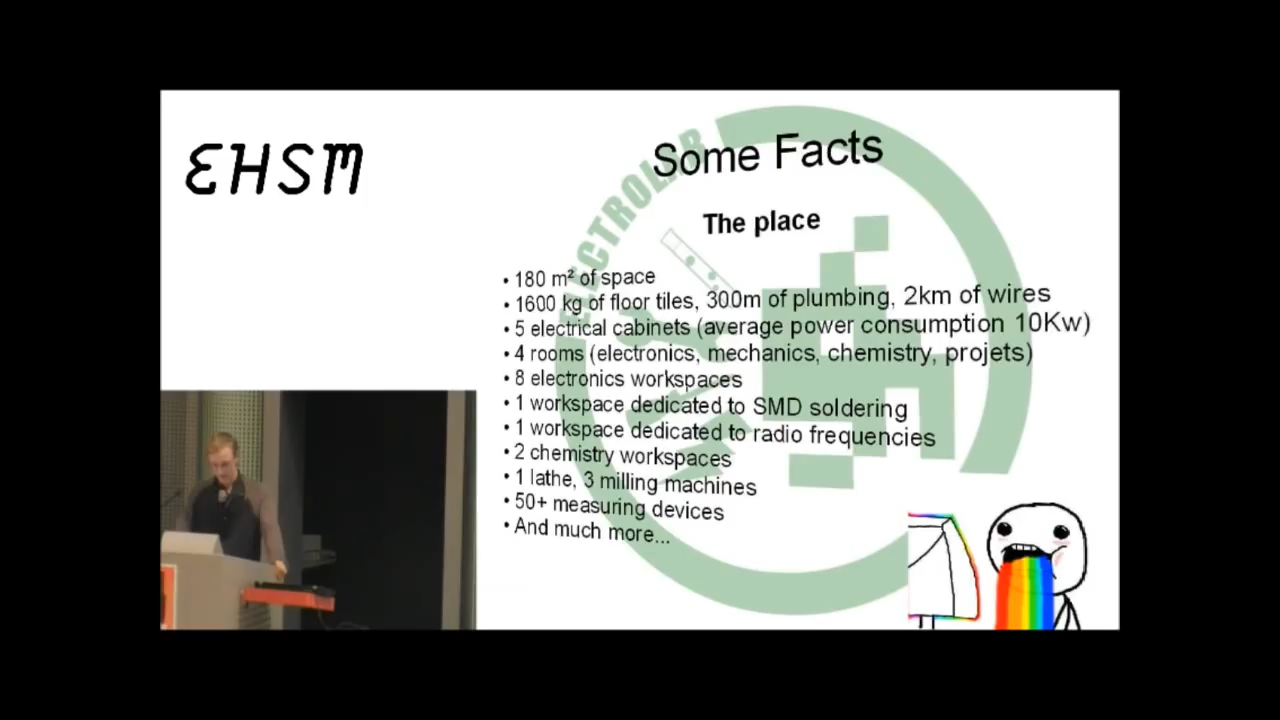 EHSM
ELECTROLAB
Some Facts
The place
• 180 m² of space
• 1600 kg of floor tiles, 300m of plumbing, 2km of wires
• 5 electrical cabinets (average power consumption 10Kw)
• 4 rooms (electronics, mechanics, chemistry, projets)
• 8 electronics workspaces
• 1 workspace dedicated to SMD soldering
• 1 workspace dedicated to radio frequencies
• 2 chemistry workspaces
• 1 lathe, 3 milling machines
• 50+ measuring devices
• And much more...